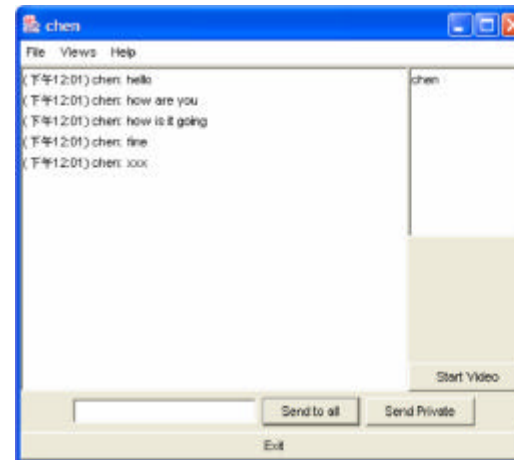 chen
File Views Help
(下午12:01) chen: hello
(下午12:01) chen: how are you
(下午12:01) chen: how is it going
(下午12:01) chen: fine
(下午12:01) chen: xxx
chen
Start Video
Send to all Send Private
Exit